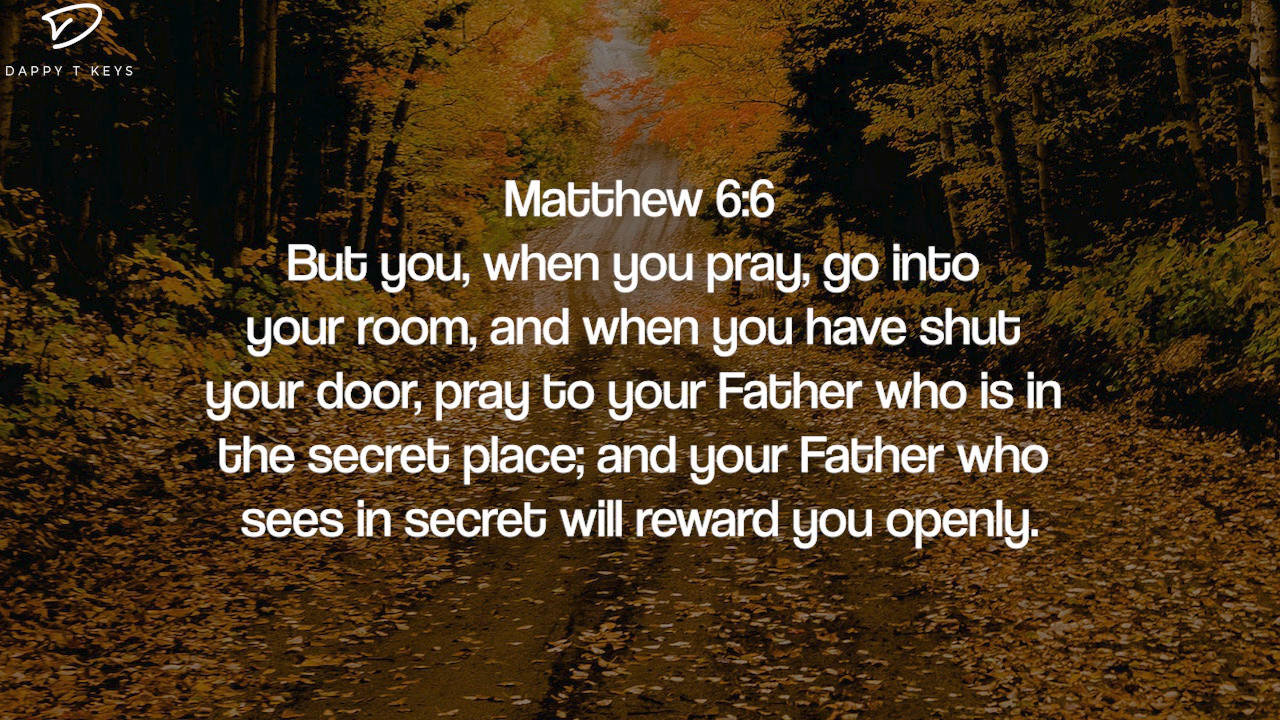 DAPPY T KEYS
Matthew 6:6
But you, when you pray, go into
your room, and when you have shut
your door, pray to your Father who is in
the secret place; and your Father who
sees in secret will reward you openly.